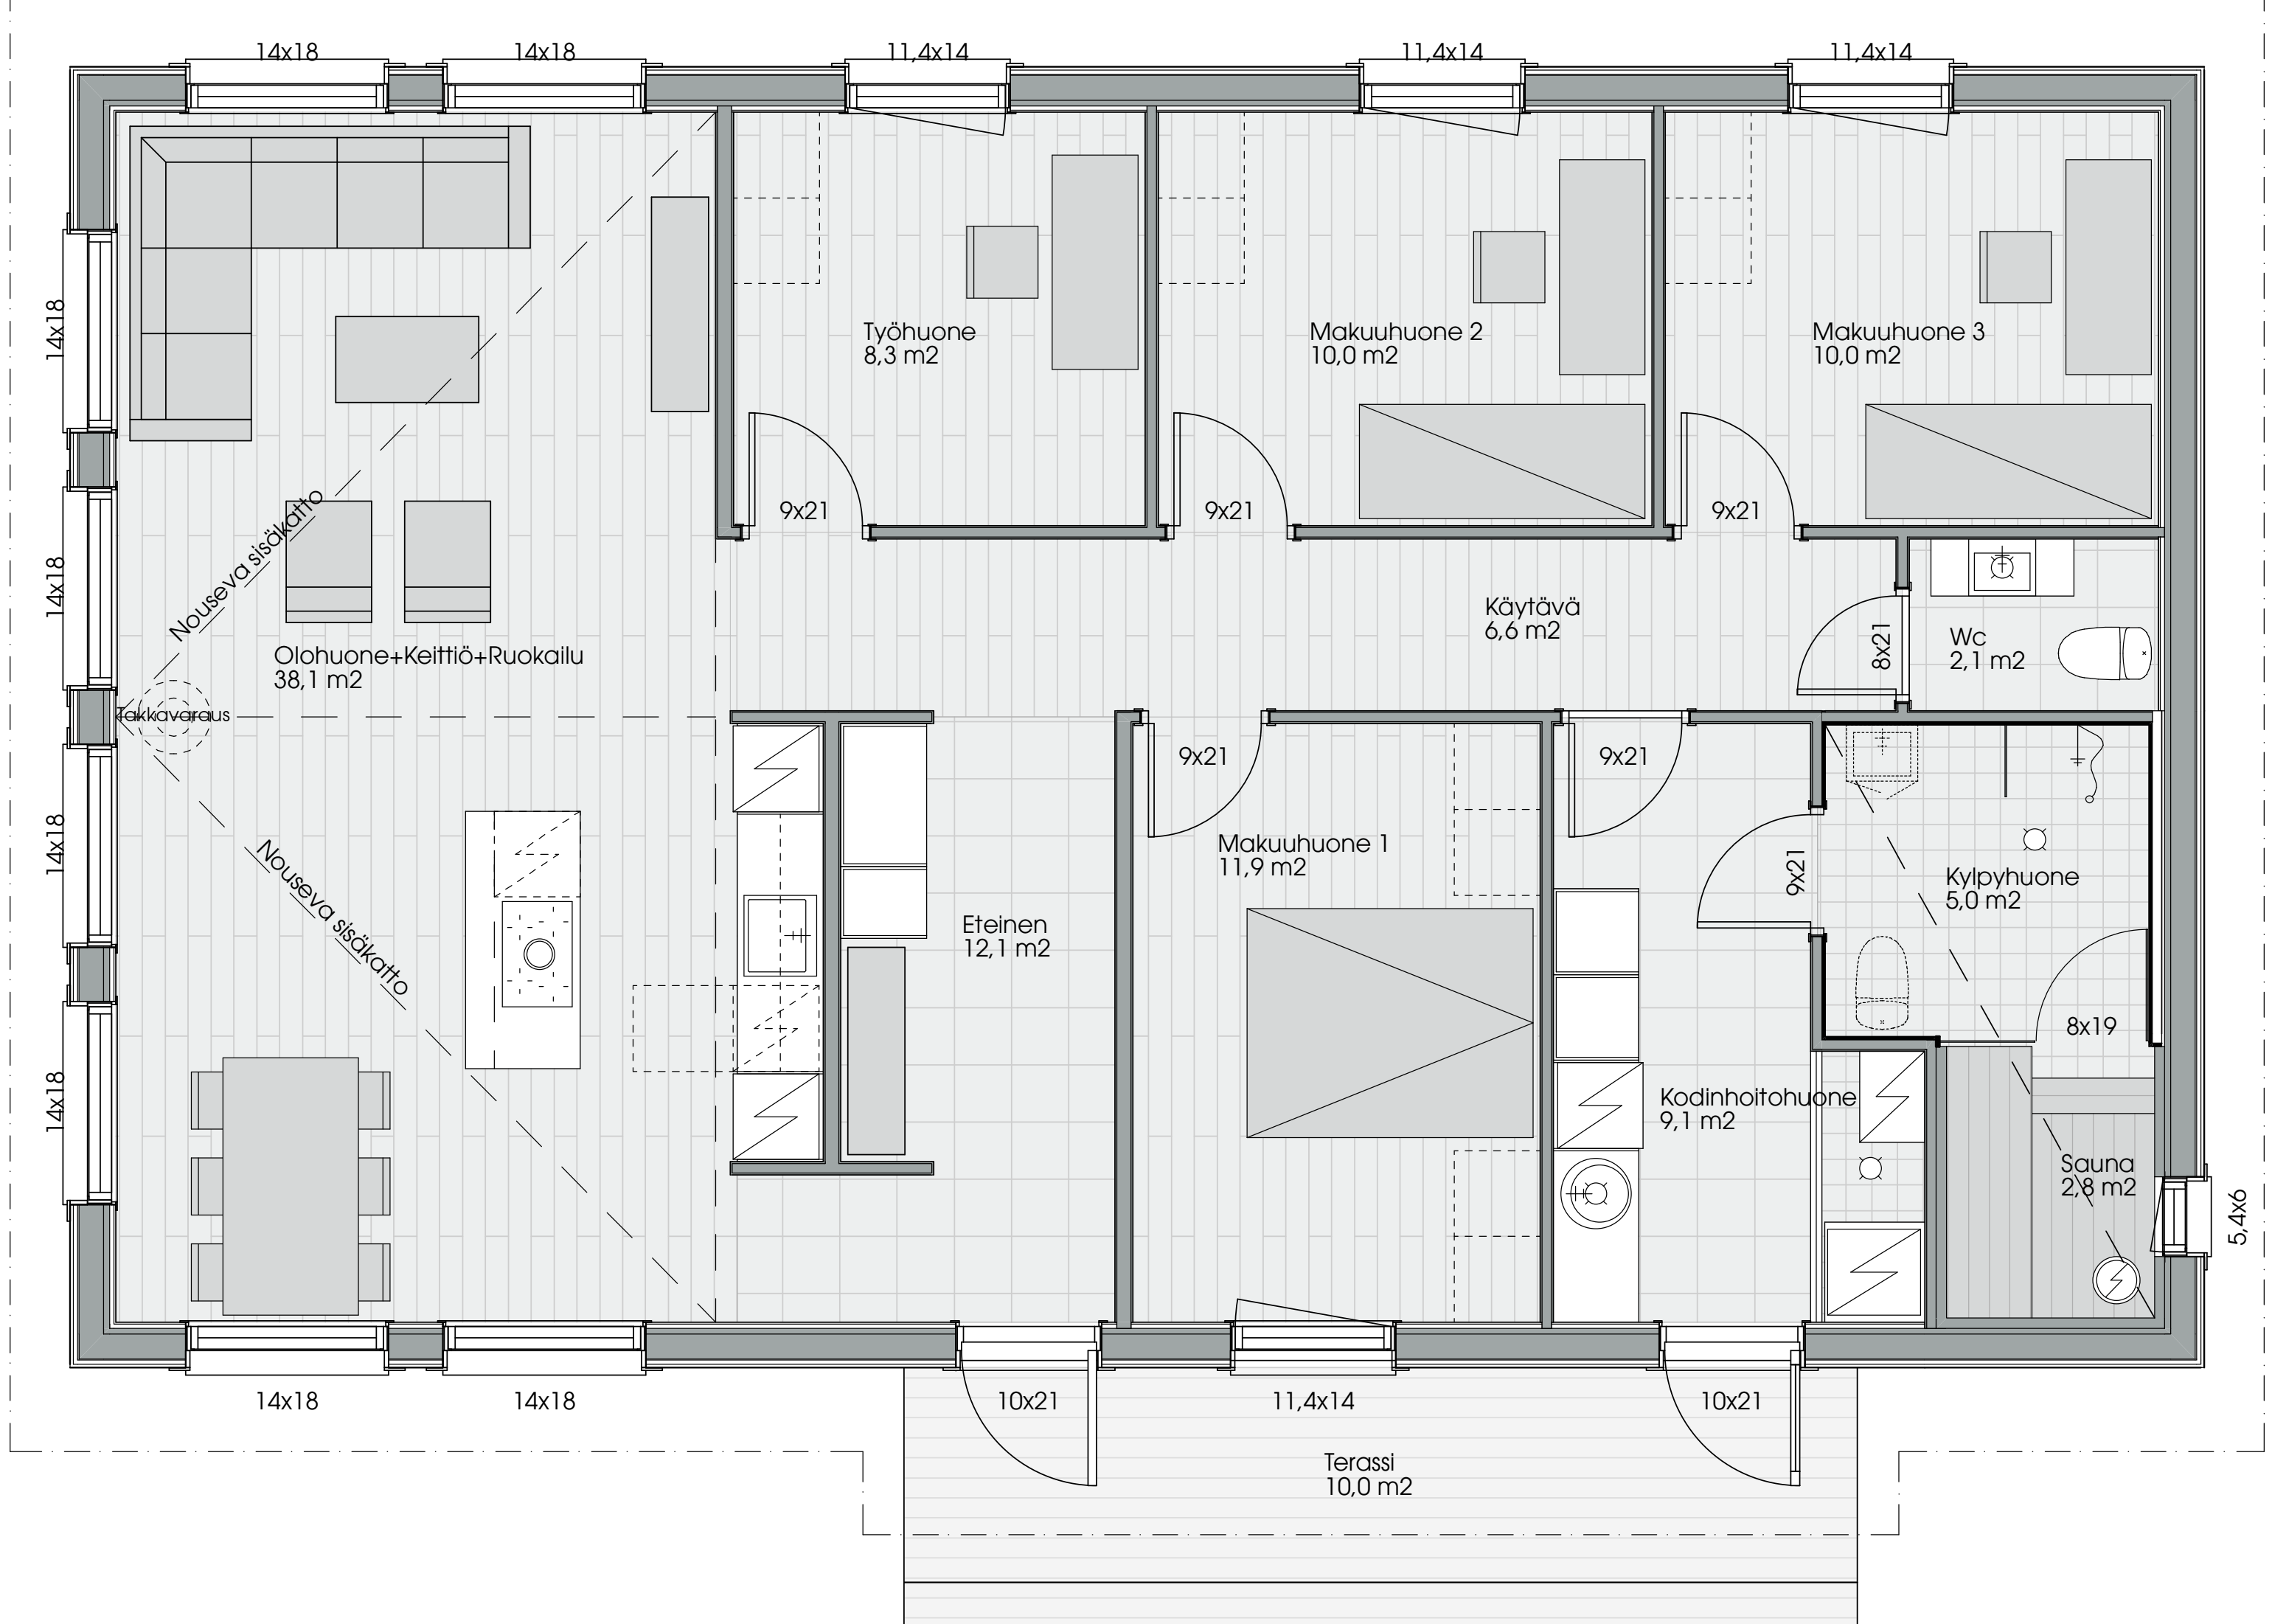 14x18
14x18
11,4x14
11,4x14
11,4x14
14x18
14x18
14x18
14x18
Työhuone
8,3 m2
Makuuhuone 2
10,0 m2
Makuuhuone 3
10,0 m2
9x21
9x21
9x21
Nouseva sisäkatto
Olohuone+Keittiö+Ruokailu
38,1 m2
Takkavaraus
Käytävä
6,6 m2
8x21
Wc
2,1 m2
Nouseva sisäkatto
9x21
9x21
Makuuhuone 1
11,9 m2
9x21
Kylpyhuone
5,0 m2
Eteinen
12,1 m2
8x19
Kodinhoitohuone
9,1 m2
Sauna
2,8 m2
5,4x6
14x18
14x18
10x21
11,4x14
10x21
Terassi
10,0 m2